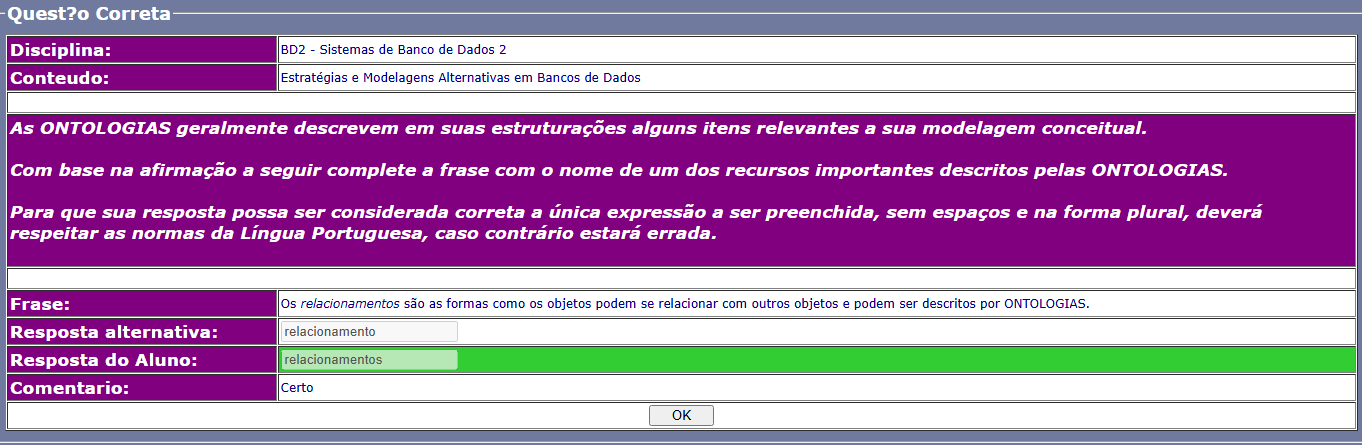 Quest?o Correta
Disciplina: BD2 - Sistemas de Banco de Dados 2
Conteudo: Estratégias e Modelagens Alternativas em Bancos de Dados
As ONTOLOGIAS geralmente descrevem em suas estruturações alguns itens relevantes a sua modelagem conceitual.
Com base na afirmação a seguir complete a frase com o nome de um dos recursos importantes descritos pelas ONTOLOGIAS.
Para que sua resposta possa ser considerada correta a única expressão a ser preenchida, sem espaços e na forma plural, deverá
respeitar as normas da Língua Portuguesa, caso contrário estará errada.
Frase: Os relacionamentos são as formas como os objetos podem se relacionar com outros objetos e podem ser descritos por ONTOLOGIAS.
Resposta alternativa: relacionamento
Resposta do Aluno: relacionamentos
Comentario: Certo
OK